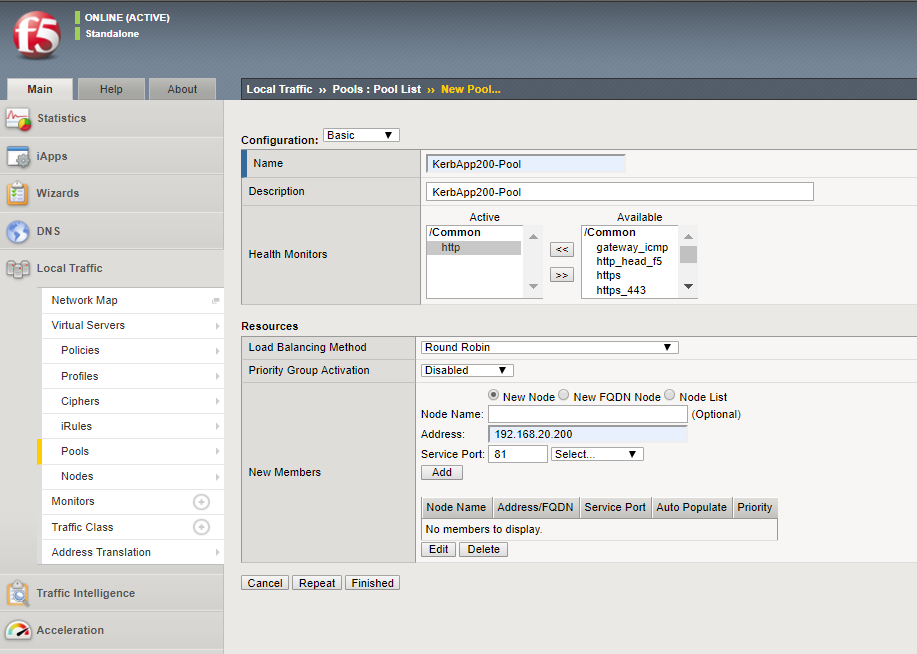 f5
ONLINE (ACTIVE)
Standalone
Main Help About
Local Traffic ›› Pools : Pool List ›› New Pool...
Statistics
iApps
Wizards
DNS
Local Traffic
Network Map
Virtual Servers
Policies
Profiles
Ciphers
iRules
Pools
Nodes
Monitors
Traffic Class
Address Translation
Traffic Intelligence
Acceleration
Configuration: Basic
Name KerbApp200-Pool
Description KerbApp200-Pool
Health Monitors
Active
/Common
http
<<
>>
Available
/Common
gateway_icmp
http_head_f5
https
https_443
Resources
Load Balancing Method Round Robin
Priority Group Activation Disabled
New Members
New Node New FQDN Node Node List
Node Name: (Optional)
Address: 192.168.20.200
Service Port: 81 Select...
Add
Node Name Address/FQDN Service Port Auto Populate Priority
No members to display.
Edit Delete
Cancel Repeat Finished